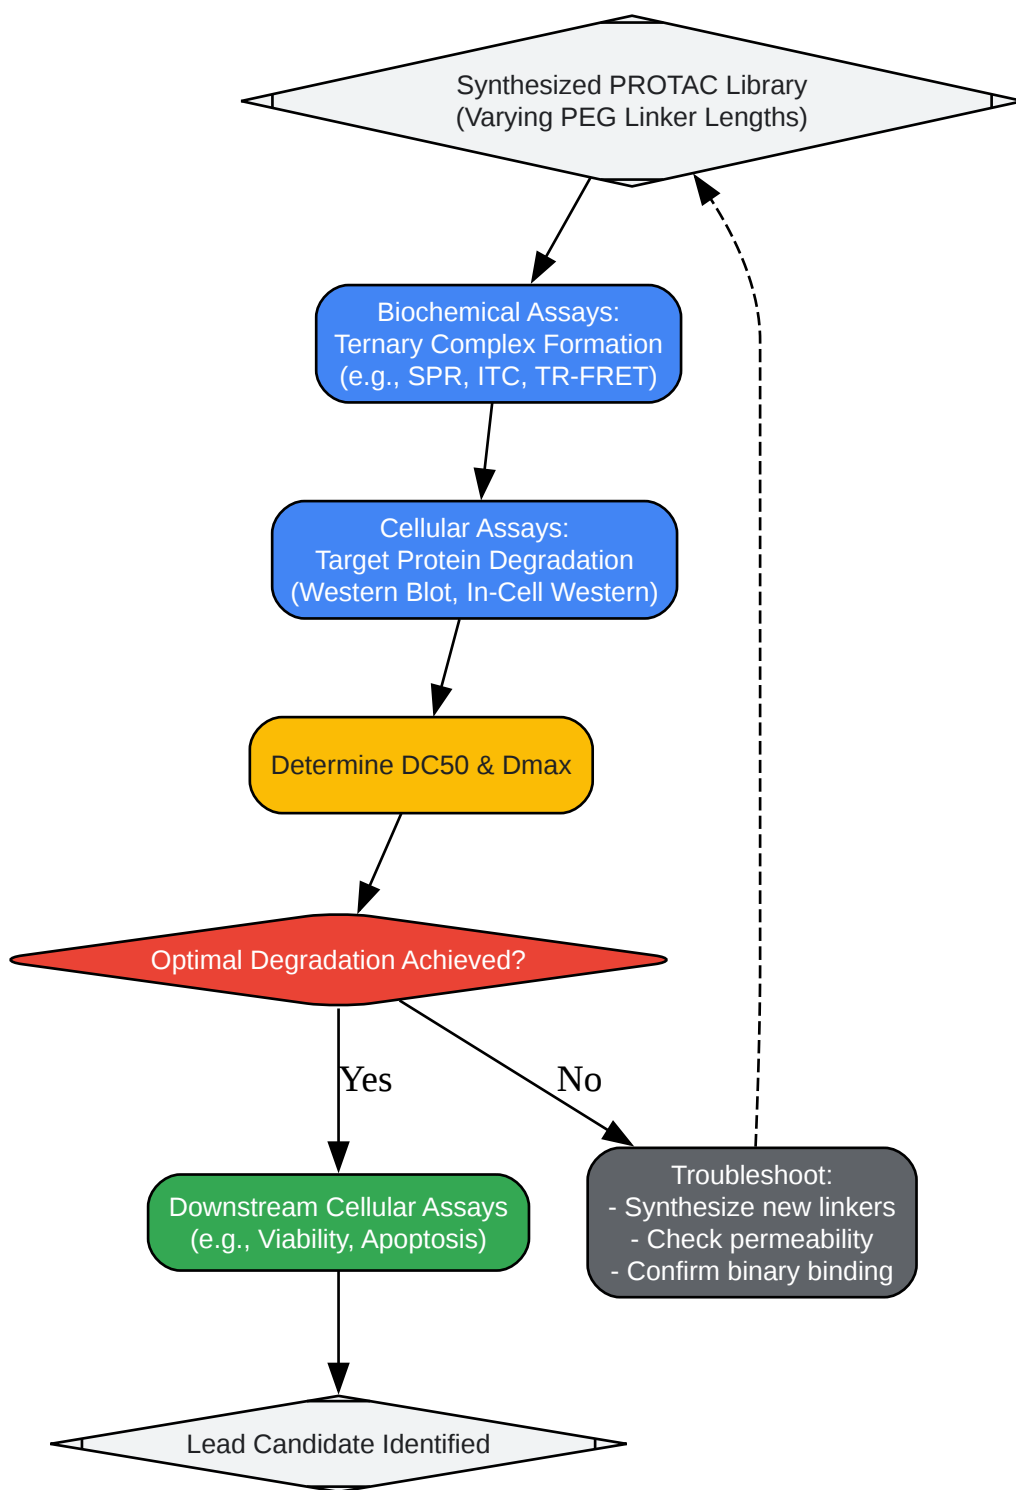 Synthesized PROTAC Library
(Varying PEG Linker Lengths)
Biochemical Assays:
Ternary Complex Formation
(e.g., SPR, ITC, TR-FRET)
Cellular Assays:
Target Protein Degradation
(Western Blot, In-Cell Western)
Determine DC50 & Dmax
Optimal Degradation Achieved?
Yes
No
Troubleshoot:
- Synthesize new linkers
- Check permeability
- Confirm binary binding
Downstream Cellular Assays
(e.g., Viability, Apoptosis)
Lead Candidate Identified